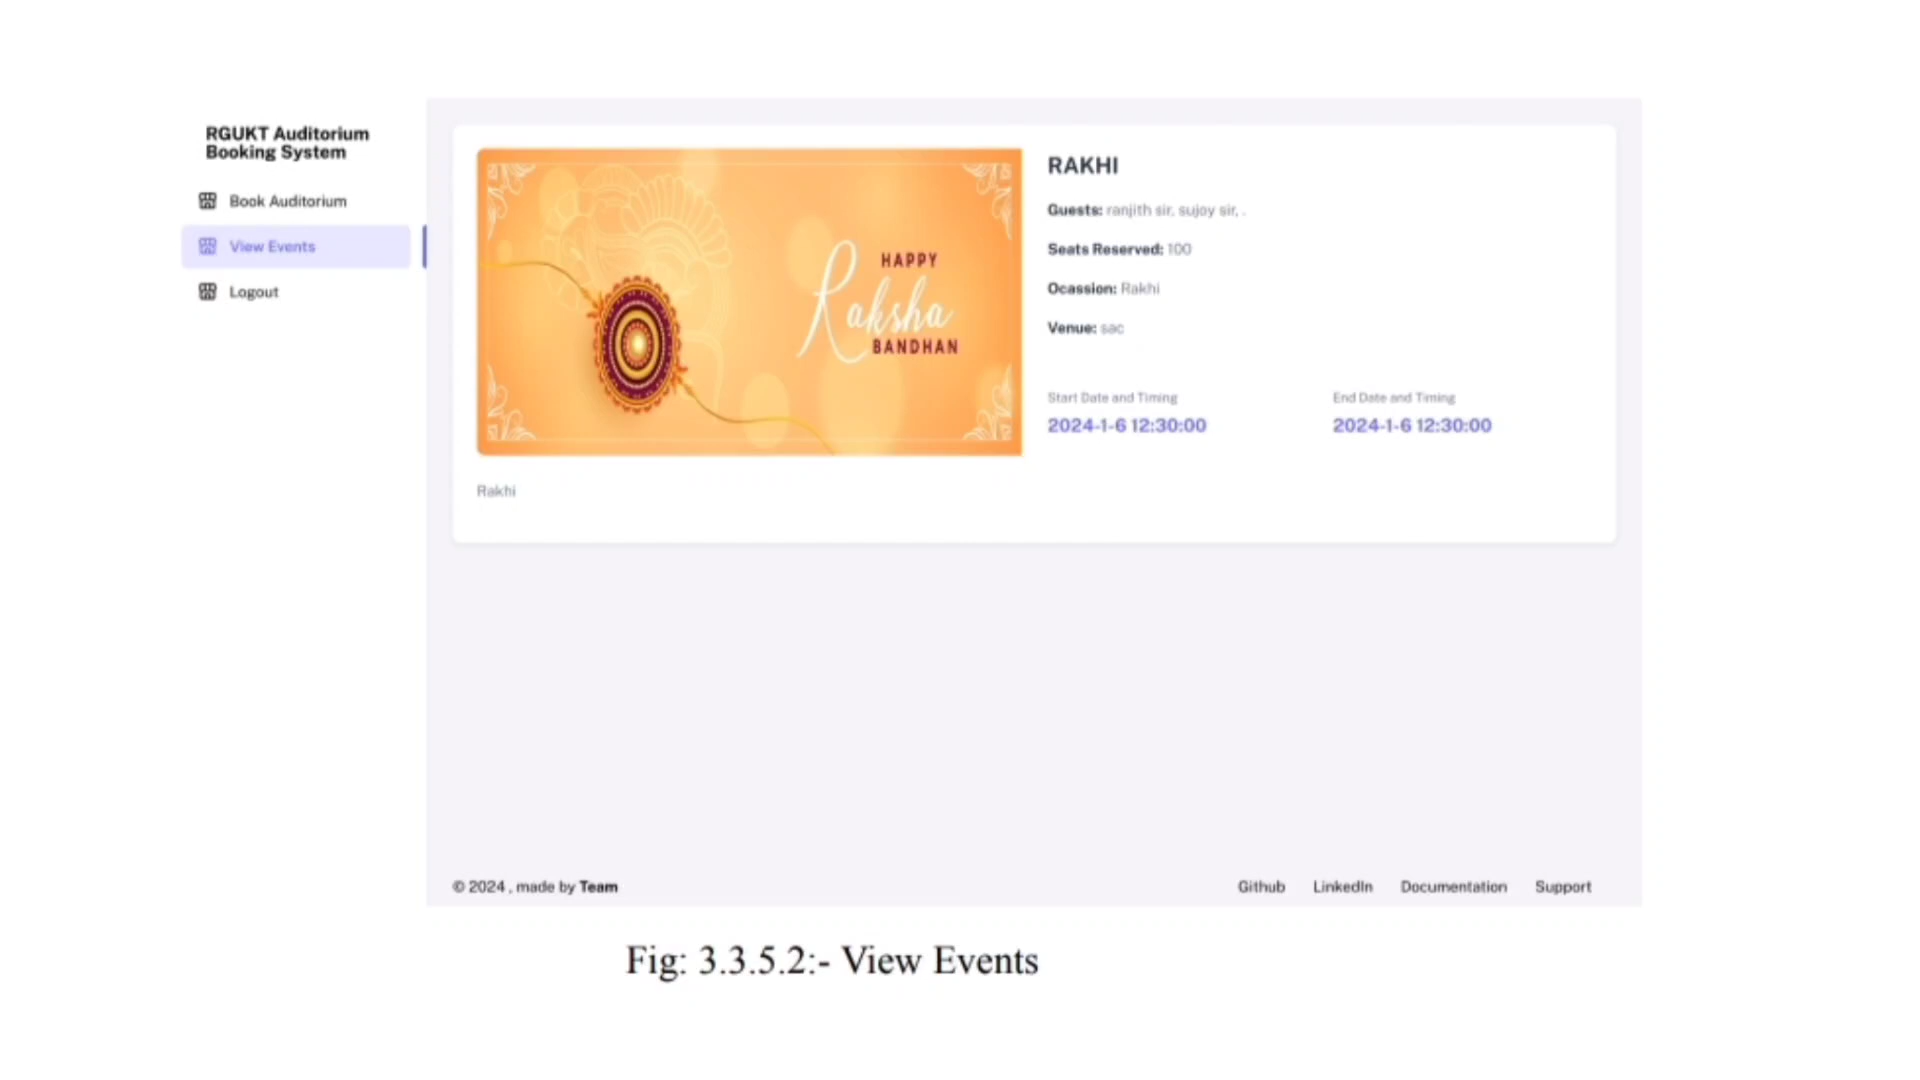 RGUKT Auditorium
Booking System
Book Auditorium
View Events
Logout
HAPPY
Raksha
BANDHAN
Rakhi
RAKHI
Guests: ranjith sir, sujoy sir, .
Seats Reserved: 100
Ocassion: Rakhi
Venue: sac
Start Date and Timing
2024-1-6 12:30:00
End Date and Timing
2024-1-6 12:30:00
© 2024 , made by Team
Github LinkedIn Documentation Support
Fig: 3.3.5.2:- View Events